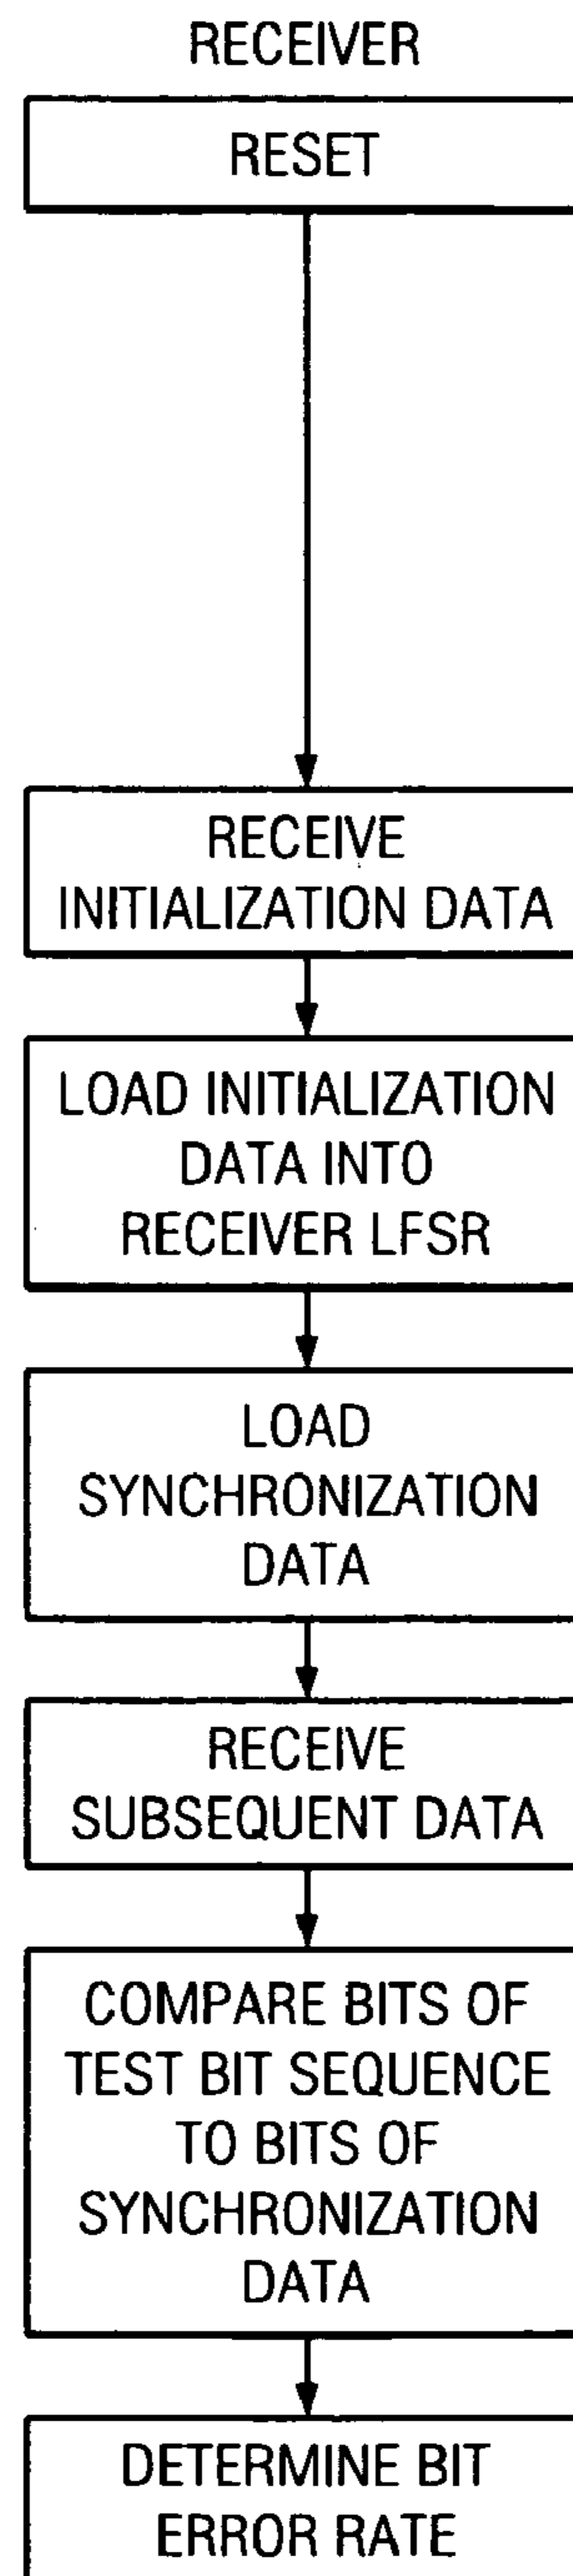 RECEIVER
RESET
RECEIVE
INITIALIZATION DATA
LOAD INITIALIZATION
DATA INTO
RECEIVER LFSR
LOAD
SYNCHRONIZATION
DATA
RECEIVE
SUBSEQUENT DATA
COMPARE BITS OF
TEST BIT SEQUENCE
TO BITS OF
SYNCHRONIZATION
DATA
DETERMINE BIT
ERROR RATE